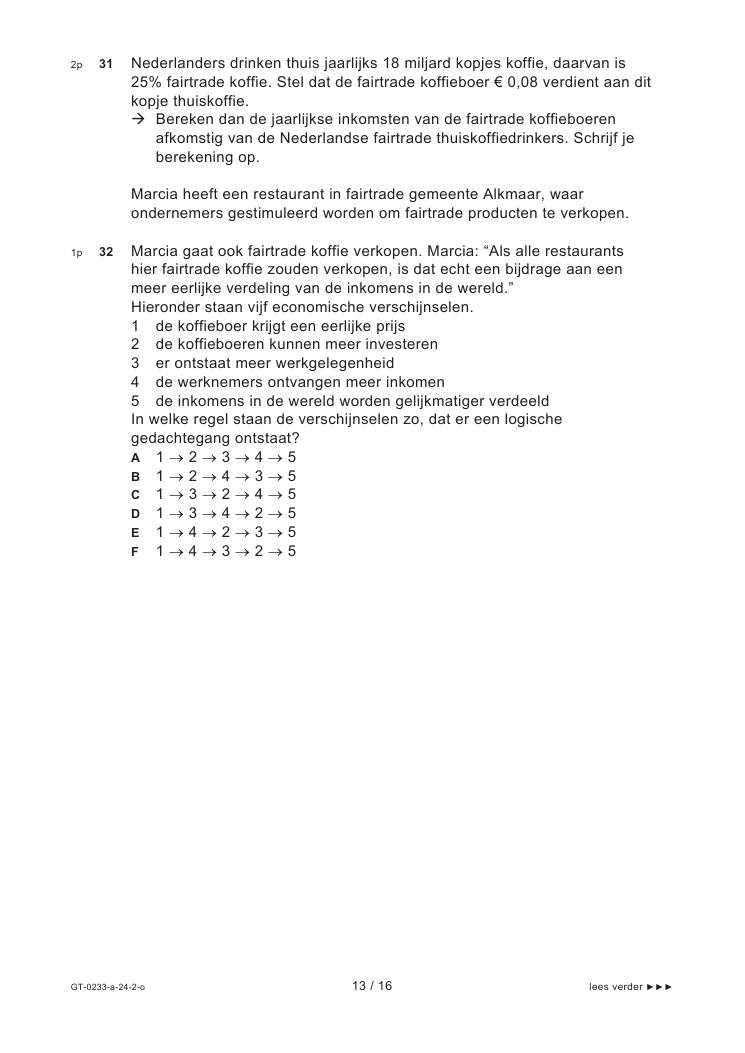 2p 31 Nederlanders drinken thuis jaarlijks 18 miljard kopjes koffie, daarvan is
25% fairtrade koffie. Stel dat de fairtrade koffieboer € 0,08 verdient aan dit
kopje thuiskoffie.
→ Bereken dan de jaarlijkse inkomsten van de fairtrade koffieboeren
afkomstig van de Nederlandse fairtrade thuiskoffiedrinkers. Schrijf je
berekening op.
Marcia heeft een restaurant in fairtrade gemeente Alkmaar, waar
ondernemers gestimuleerd worden om fairtrade producten te verkopen.
1p 32 Marcia gaat ook fairtrade koffie verkopen. Marcia: “Als alle restaurants
hier fairtrade koffie zouden verkopen, is dat echt een bijdrage aan een
meer eerlijke verdeling van de inkomens in de wereld.”
Hieronder staan vijf economische verschijnselen.
1 de koffieboer krijgt een eerlijke prijs
2 de koffieboeren kunnen meer investeren
3 er ontstaat meer werkgelegenheid
4 de werknemers ontvangen meer inkomen
5 de inkomens in de wereld worden gelijkmatiger verdeeld
In welke regel staan de verschijnselen zo, dat er een logische
gedachtegang ontstaat?
A 1 → 2 → 3 → 4 → 5
B 1 → 2 → 4 → 3 → 5
C 1 → 3 → 2 → 4 → 5
D 1 → 3 → 4 → 2 → 5
E 1 → 4 → 2 → 3 → 5
F 1 → 4 → 3 → 2 → 5
GT-0233-a-24-2-o 13 / 16 lees verder ►►►